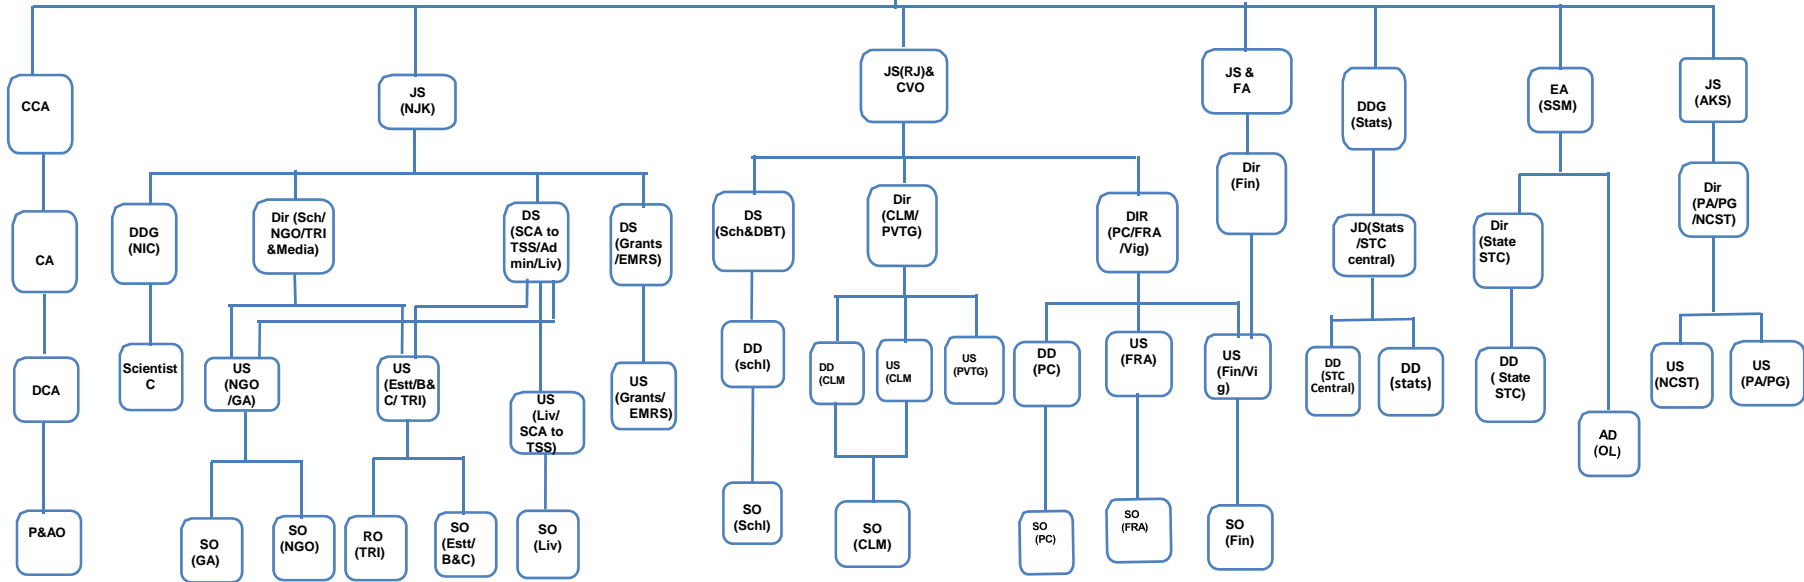 CCA
JS
(NJK)
JS(RJ)&
CVO
JS &
FA
DDG
(Stats)
EA
(SSM)
JS
(AKS)
CA
DDG
(NIC)
Dir (Sch/
NGO/TRI
&Media)
DS
(SCA to
TSS/Ad
min/Liv)
DS
(Grants
/EMRS)
DS
(Sch&DBT)
Dir
(CLM/
PVTG)
DIR
(PC/FRA
/Vig)
Dir
(Fin)
JD(Stats
/STC
central)
Dir
(State
STC)
Dir
(PA/PG
/NCST)
DCA
Scientist
C
US
(NGO
/GA)
US
(Estt/B&
C/ TRI)
US
(Liv/
SCA to
TSS)
US
(Grants/
EMRS)
DD
(schl)
DD
(CLM
US
(CLM
US
(PVTG)
DD
(PC)
US
(FRA)
US
(Fin/Vi
g)
DD
(STC
Central)
DD
(stats)
DD
( State
STC)
AD
(OL)
US
(NCST)
US
(PA/PG)
P&AO
SO
(GA)
SO
(NGO)
RO
(TRI)
SO
(Estt/
B&C)
SO
(Liv)
SO
(Schl)
SO
(CLM)
SO
(PC)
SO
(FRA)
SO
(Fin)